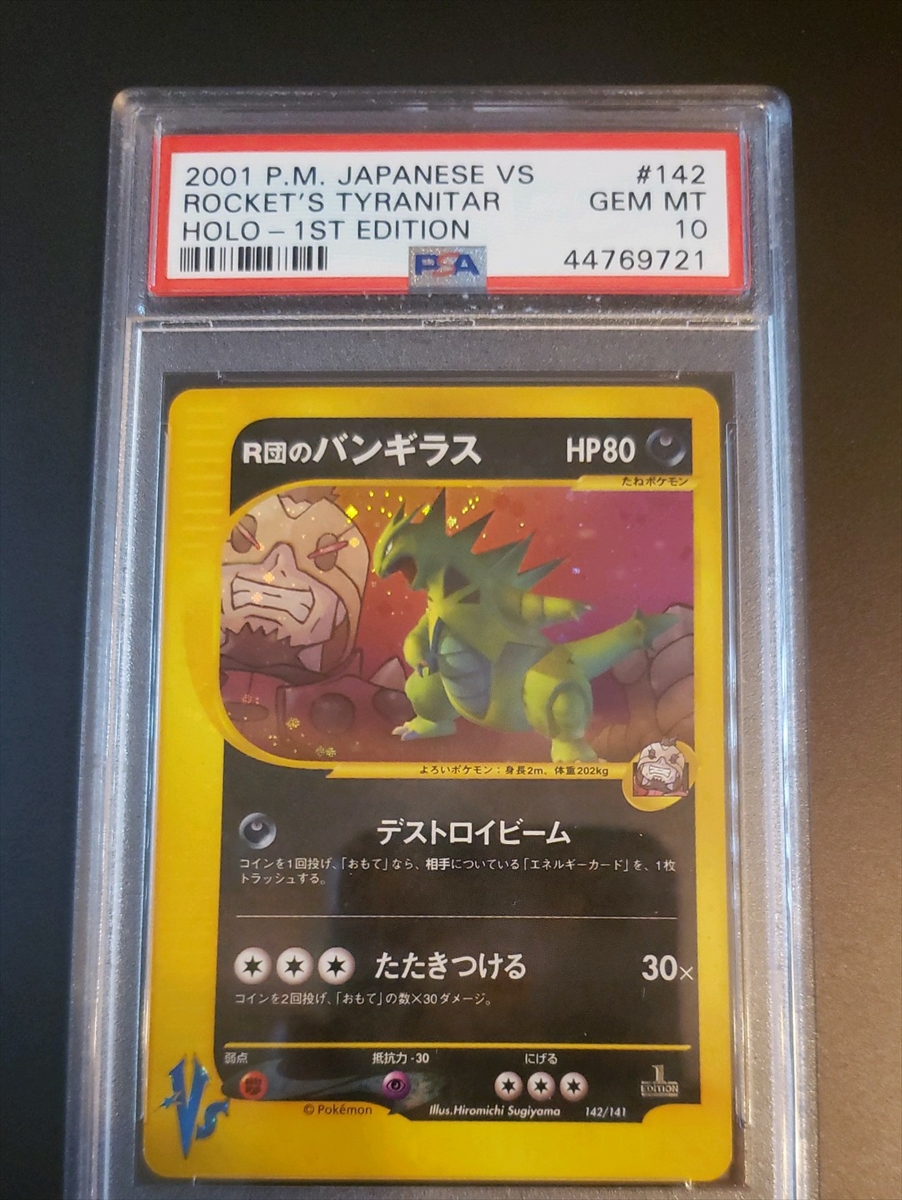 2001 P.M. JAPANESE VS #142
ROCKET'S TYRANITAR GEM MT
HOLO – 1ST EDITION 10
PSA 44769721
R団のバンギラス HP80
たねポケモン
よろいポケモン：身長2m、体重202kg
デストロイビーム
コインを1回投げ、「おもて」なら、相手についている「エネルギーカード」を、1枚
トラッシュする。
たたきつける 30×
コインを2回投げ、「おもて」の数×30ダメージ。
弱点 抵抗力 -30 にげる
1 EDITION
VS
© Pokémon Illus.Hiromichi Sugiyama 142/141